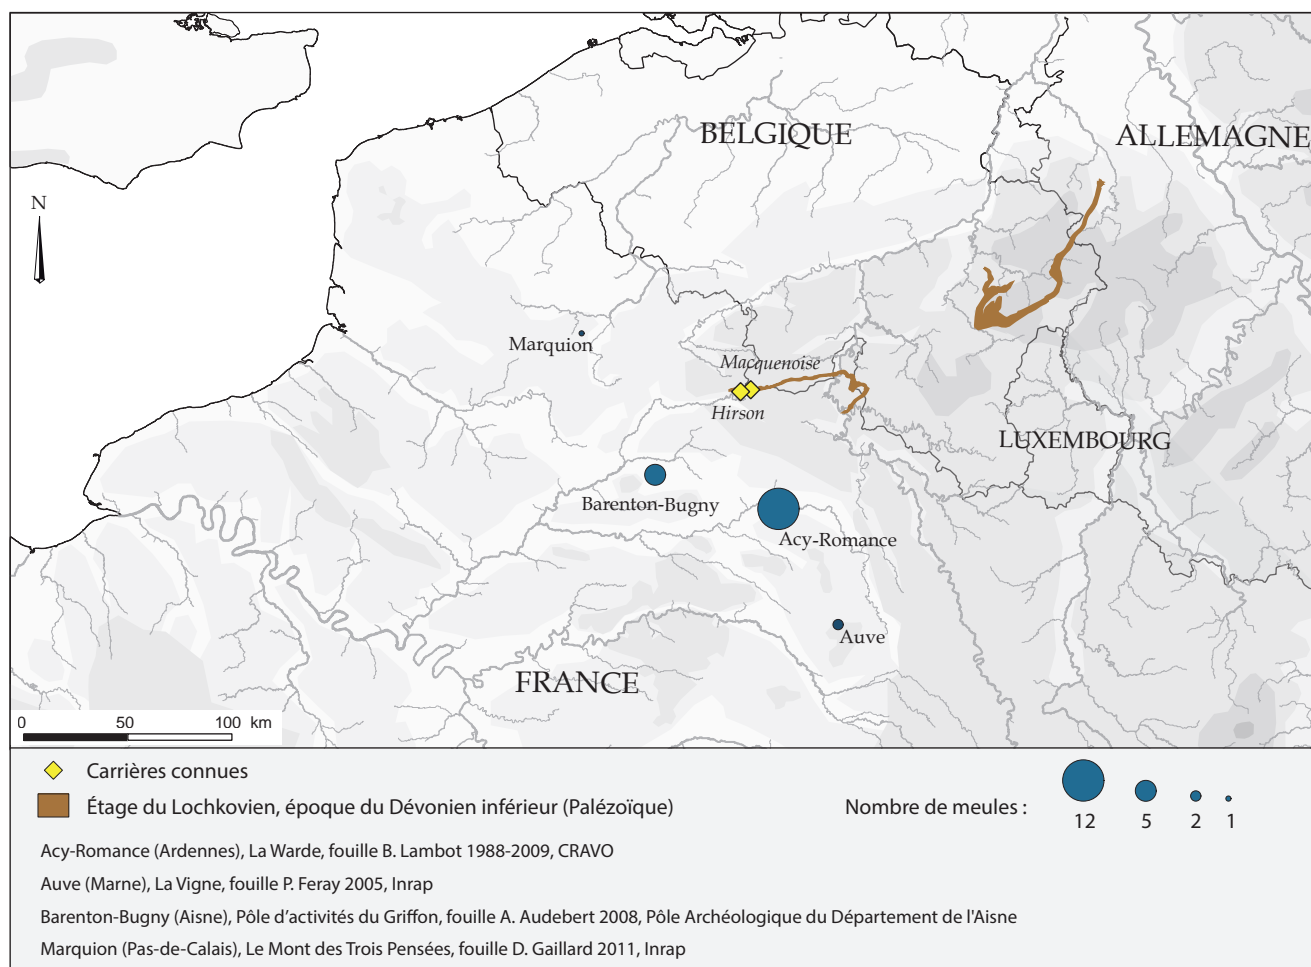 BELGIQUE
ALLEMAGNE
N
Marquion
Macquenoise
Hirson
LUXEMBOURG
Barenton-Bugny
Acy-Romance
Auve
FRANCE
0 50 100 km
Carrières connues
Étage du Lochkovien, époque du Dévonien inférieur (Palézoïque)
Nombre de meules :
12 5 2 1
Acy-Romance (Ardennes), La Warde, fouille B. Lambot 1988-2009, CRAVO
Auve (Marne), La Vigne, fouille P. Feray 2005, Inrap
Barenton-Bugny (Aisne), Pôle d'activités du Griffon, fouille A. Audebert 2008, Pôle Archéologique du Département de l'Aisne
Marquion (Pas-de-Calais), Le Mont des Trois Pensées, fouille D. Gaillard 2011, Inrap